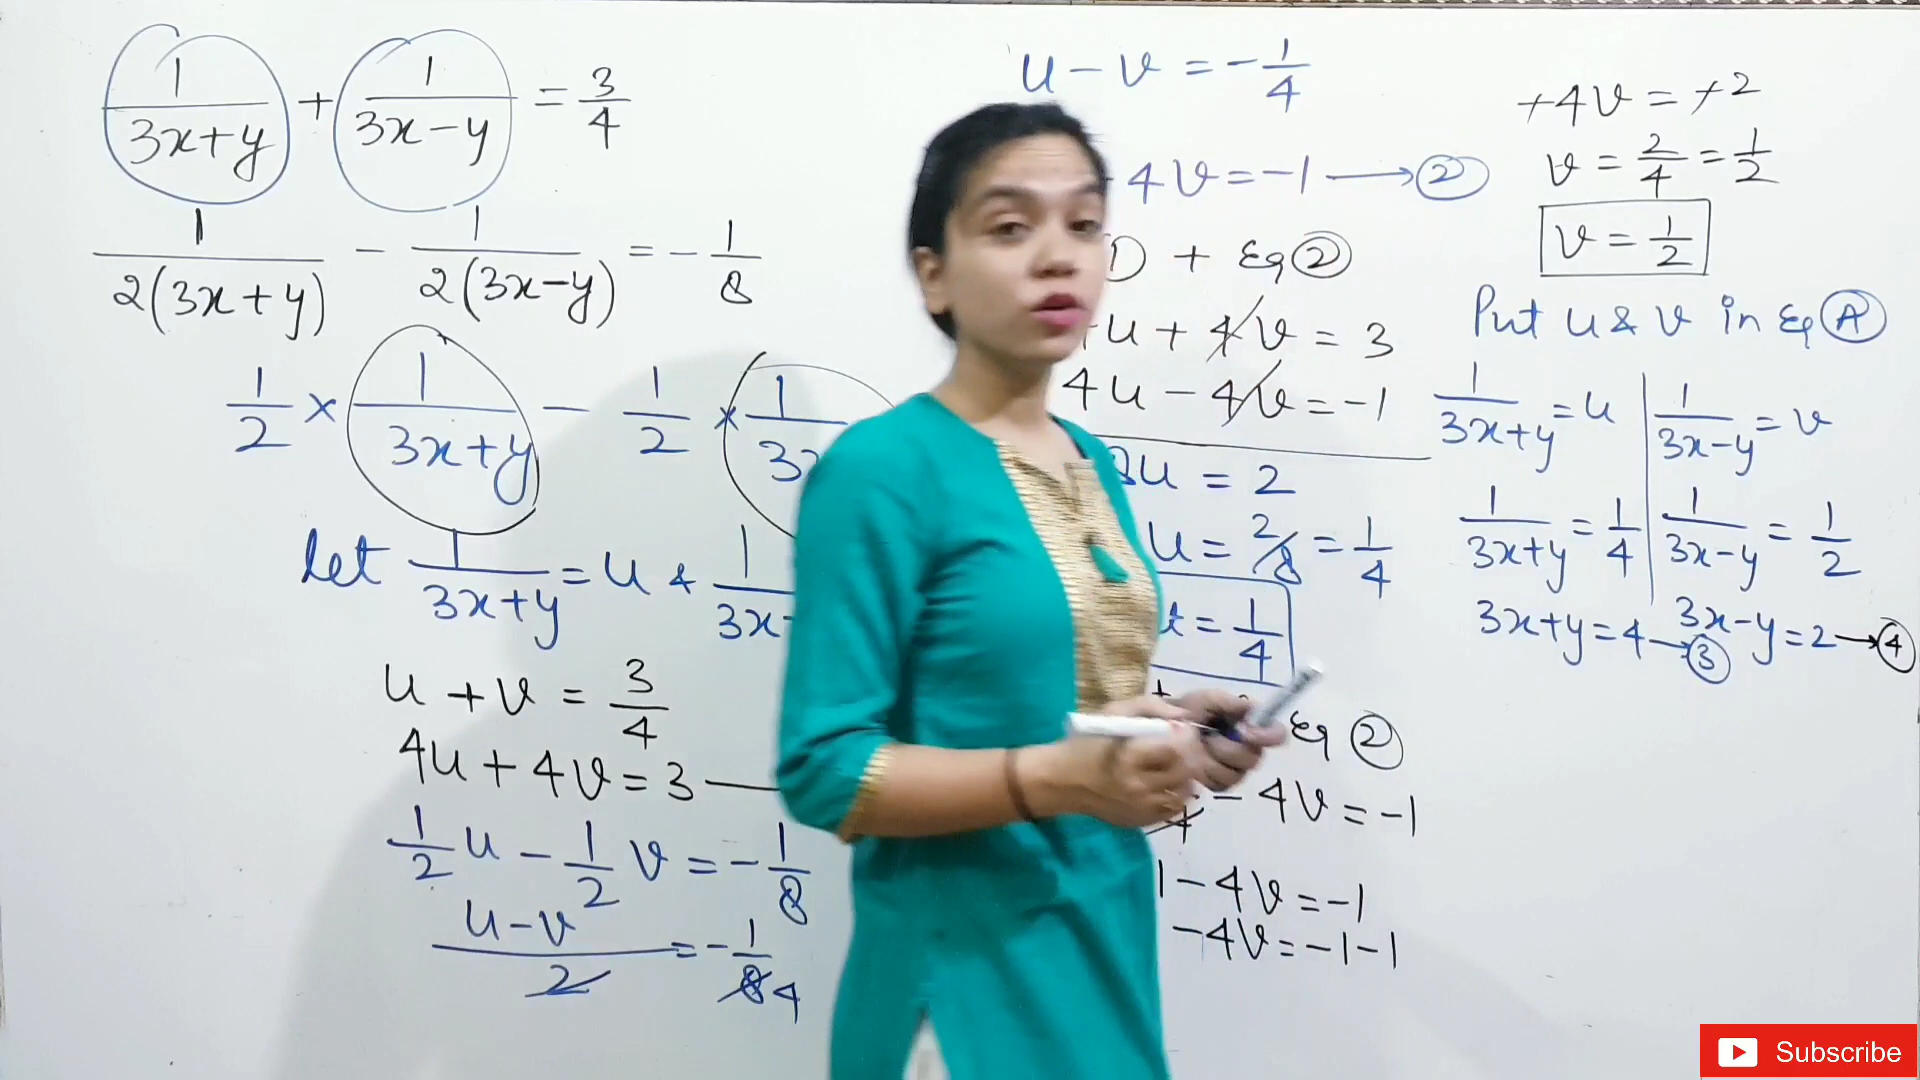 1/(3x+y) + 1/(3x-y) = 3/4
1/2(3x+y) - 1/2(3x-y) = -1/8
1/2 × 1/(3x+y) - 1/2 × 1/3x
let 1/(3x+y) = u & 1/3x-
u + v = 3/4
4u + 4v = 3 —
1/2 u - 1/2 v = -1/8
(u-v)/2 = -1/8 4
u - v = -1/4
4v = -1 → ②
+ Eq ②
u + 4v = 3
4u - 4v = -1
8u = 2
u = 2/8 = 1/4
u = 1/4
Eq ②
- 4v = -1
1 - 4v = -1
-4v = -1-1
+4v = +2
v = 2/4 = 1/2
v = 1/2
Put u & v in Eq Ⓐ
1/(3x+y) = u | 1/(3x-y) = v
1/(3x+y) = 1/4 | 1/(3x-y) = 1/2
3x+y = 4 → ③ 3x-y = 2 → ④
Subscribe